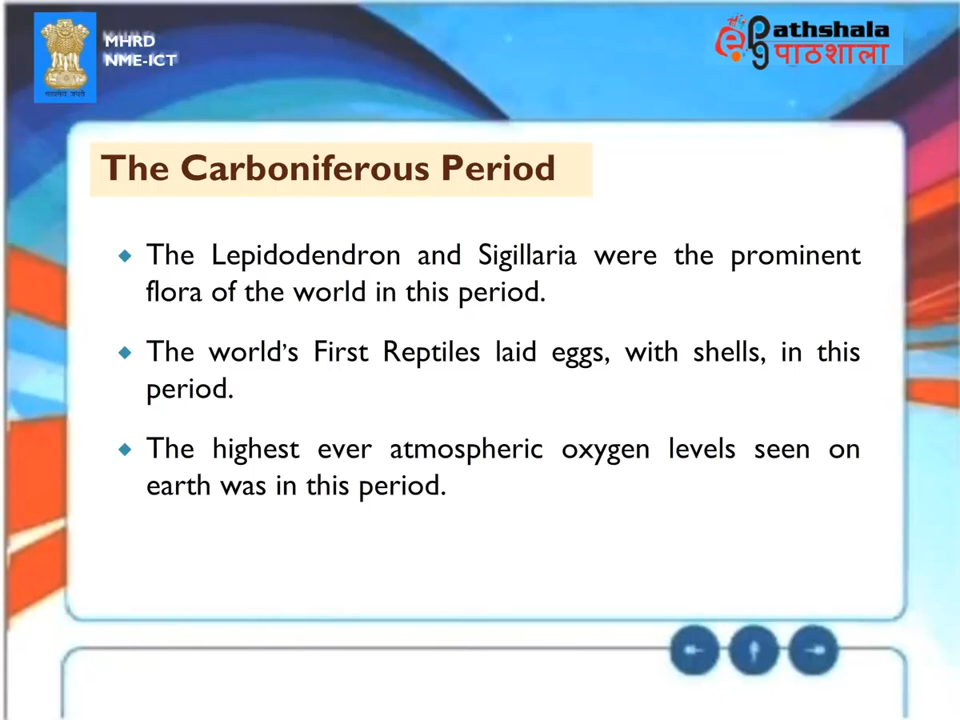 MHRD
NME-ICT
epg athshala
पाठशाला
The Carboniferous Period
The Lepidodendron and Sigillaria were the prominent
flora of the world in this period.
The world's First Reptiles laid eggs, with shells, in this
period.
The highest ever atmospheric oxygen levels seen on
earth was in this period.